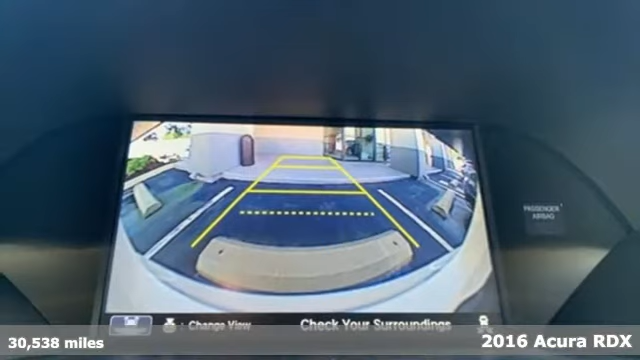 PASSENGER
AIRBAG
: Change View
Check Your Surroundings
30,538 miles
2016 Acura RDX